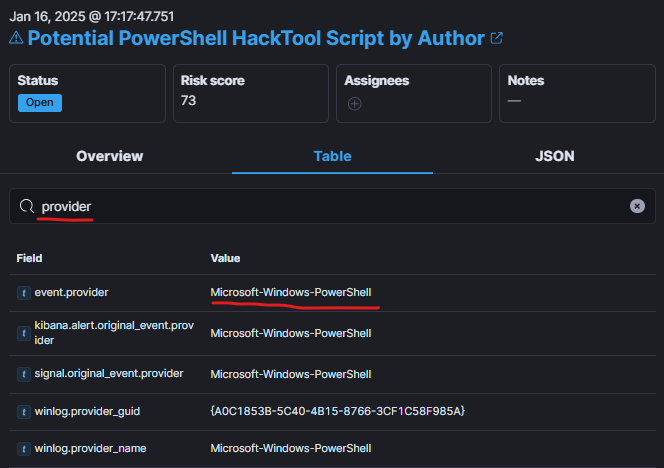 Jan 16, 2025 @ 17:17:47.751
Potential PowerShell HackTool Script by Author
Status
Open
Risk score
73
Assignees
Notes
—
Overview
Table
JSON
provider
Field
Value
t event.provider
Microsoft-Windows-PowerShell
t kibana.alert.original_event.prov
ider
Microsoft-Windows-PowerShell
t signal.original_event.provider
Microsoft-Windows-PowerShell
t winlog.provider_guid
{A0C1853B-5C40-4B15-8766-3CF1C58F985A}
t winlog.provider_name
Microsoft-Windows-PowerShell